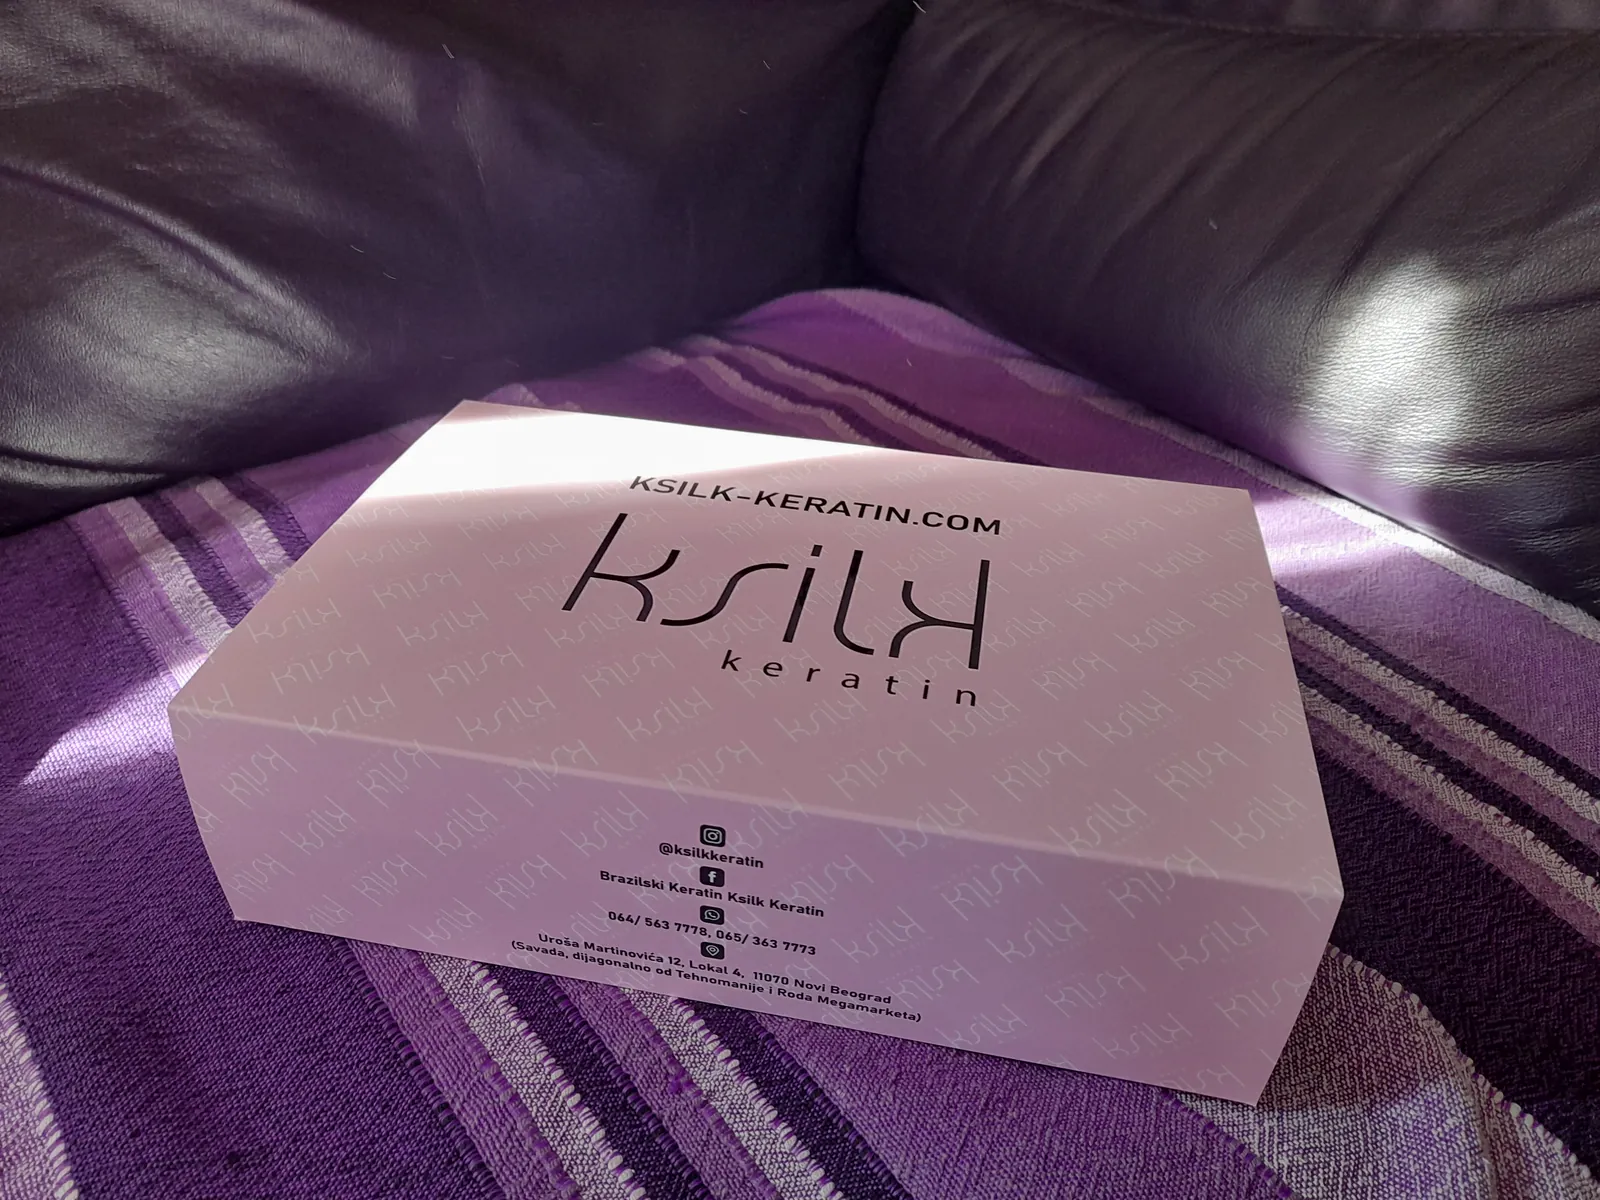 KSILK-KERATIN.COM
ksilk
keratin
@ksilkkeratin
Brazilski Keratin Ksilk Keratin
064/ 563 7778, 065/ 363 7773
Uroša Martinovića 12, Lokal 4, 11070 Novi Beograd
(Savada, dijagonalno od Tehnomanije i Roda Megamarketa)